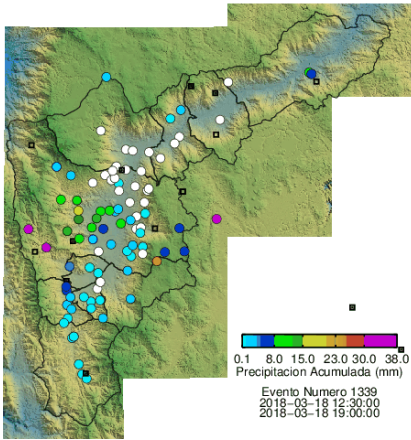 0.1 8.0 15.0 23.0 30.0 38.0
Precipitacion Acumulada (mm)
Evento Numero 1339
2018-03-18 12:30:00
2018-03-18 19:00:00